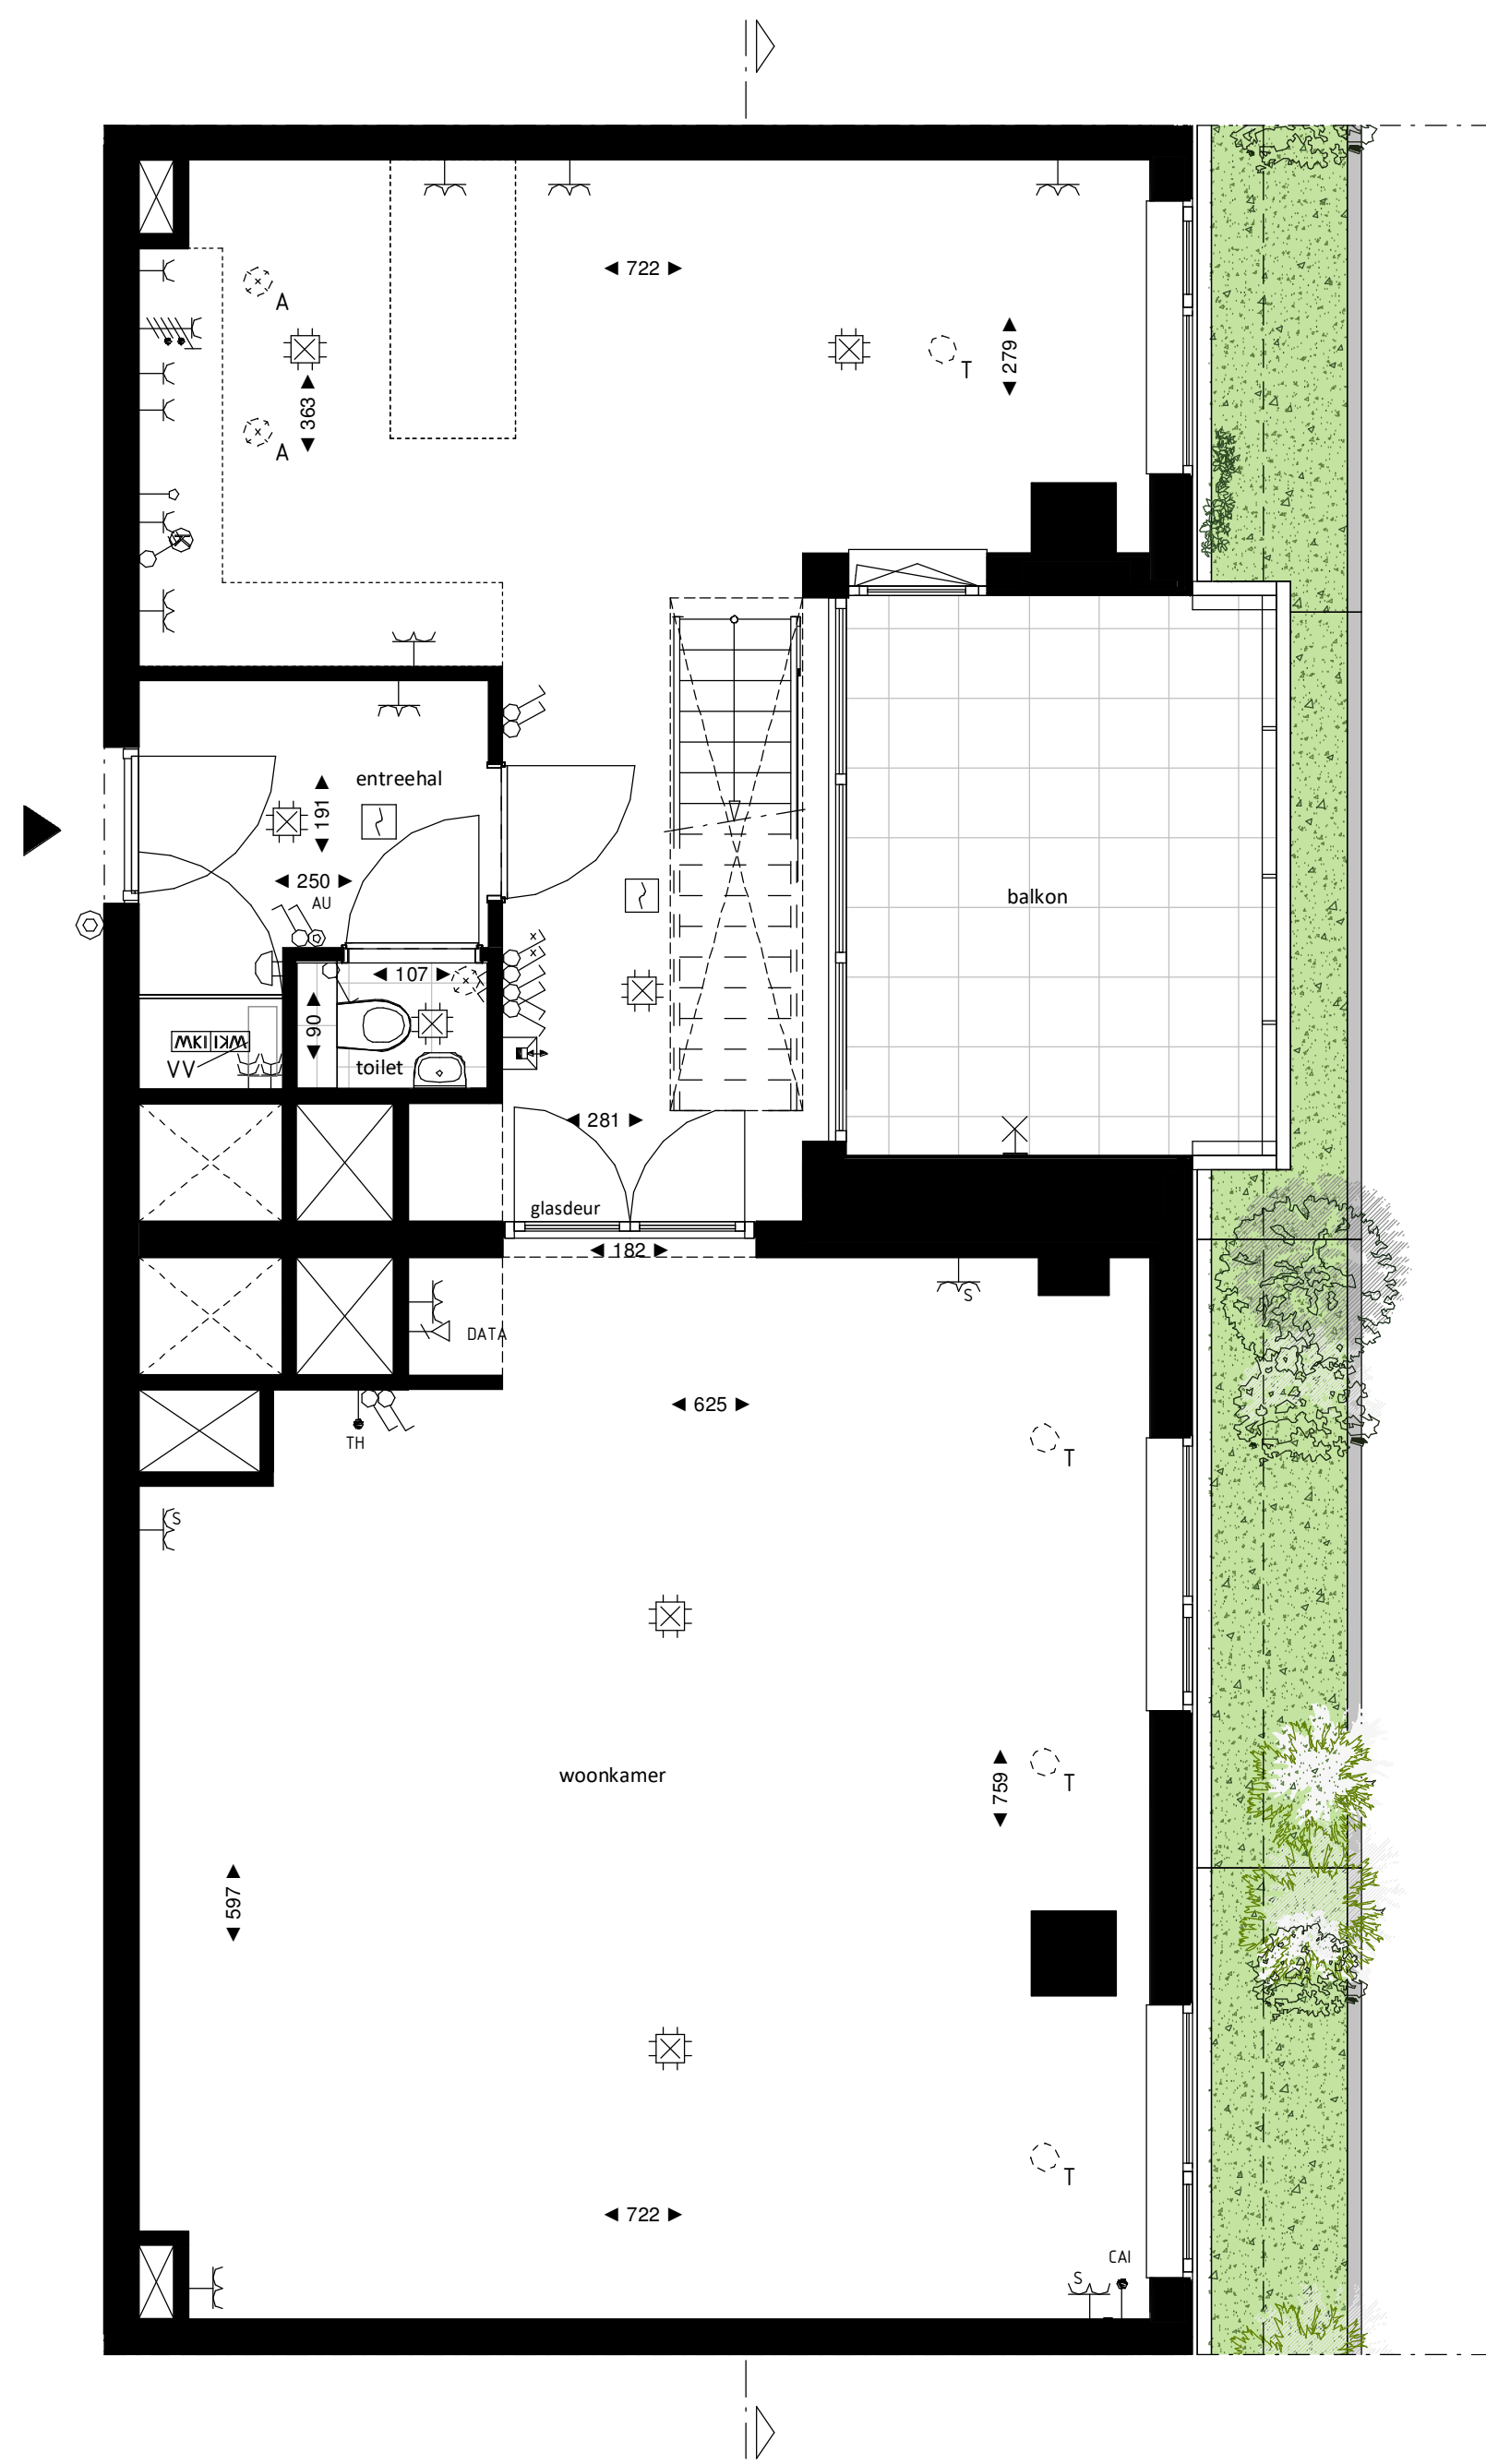 722
A
363
T
279
A
entreehal
191
250
AU
balkon
107
90
WKI
WKI
VV
toilet
281
glasdeur
182
S
DATA
625
TH
T
S
woonkamer
T
759
597
T
722
CAI
S